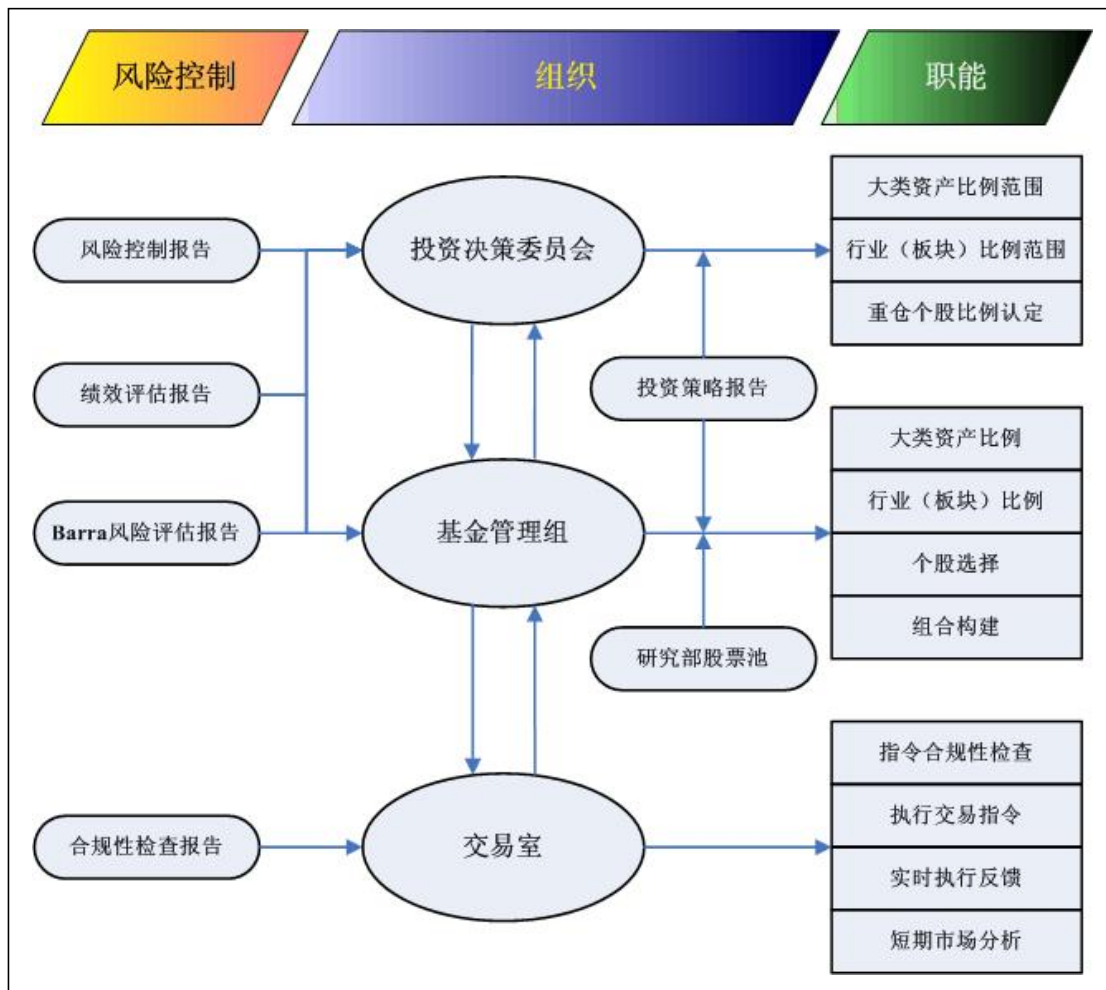 风险控制
组织
职能
风险控制报告
绩效评估报告
Barra风险评估报告
合规性检查报告
投资决策委员会
基金管理组
交易室
投资策略报告
研究部股票池
大类资产比例范围
行业（板块）比例范围
重仓个股比例认定
大类资产比例
行业（板块）比例
个股选择
组合构建
指令合规性检查
执行交易指令
实时执行反馈
短期市场分析